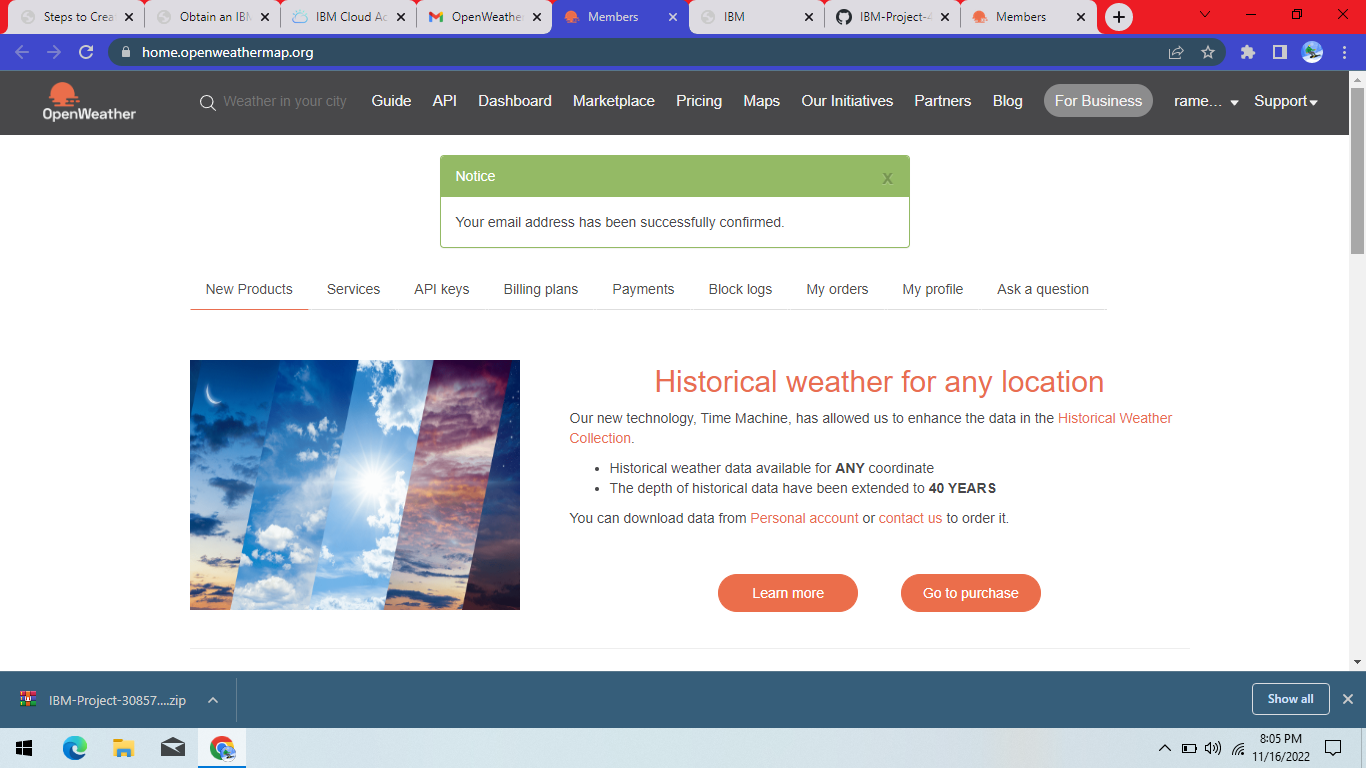 Steps to Crea
Obtain an IBM
IBM Cloud Ac
OpenWeather
Members
IBM
IBM-Project-4
Members
home.openweathermap.org
OpenWeather
Weather in your city
Guide
API
Dashboard
Marketplace
Pricing
Maps
Our Initiatives
Partners
Blog
For Business
rame...
Support
Notice
x
Your email address has been successfully confirmed.
New Products
Services
API keys
Billing plans
Payments
Block logs
My orders
My profile
Ask a question
Historical weather for any location
Our new technology, Time Machine, has allowed us to enhance the data in the Historical Weather
Collection.
• Historical weather data available for ANY coordinate
• The depth of historical data have been extended to 40 YEARS
You can download data from Personal account or contact us to order it.
Learn more
Go to purchase
IBM-Project-30857....zip
Show all
8:05 PM
11/16/2022